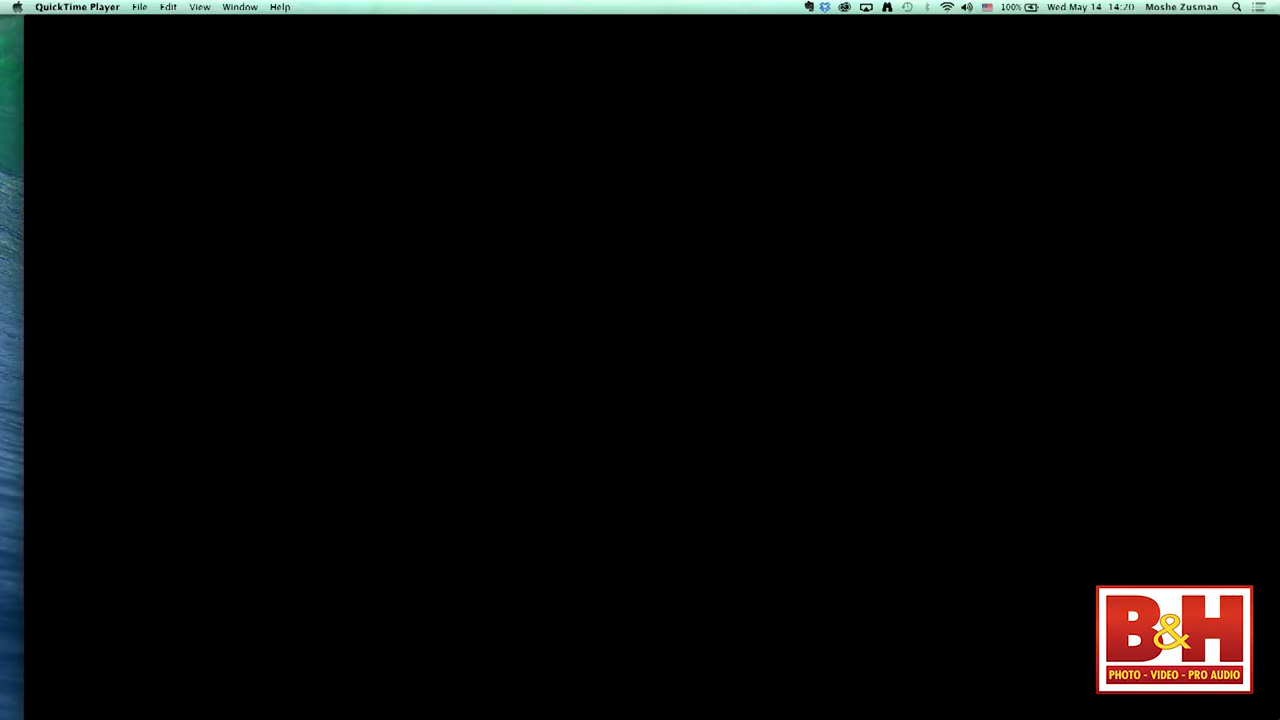 QuickTime Player File Edit View Window Help 100% Wed May 14 14:20 Moshe Zusman
B&H
PHOTO - VIDEO - PRO AUDIO